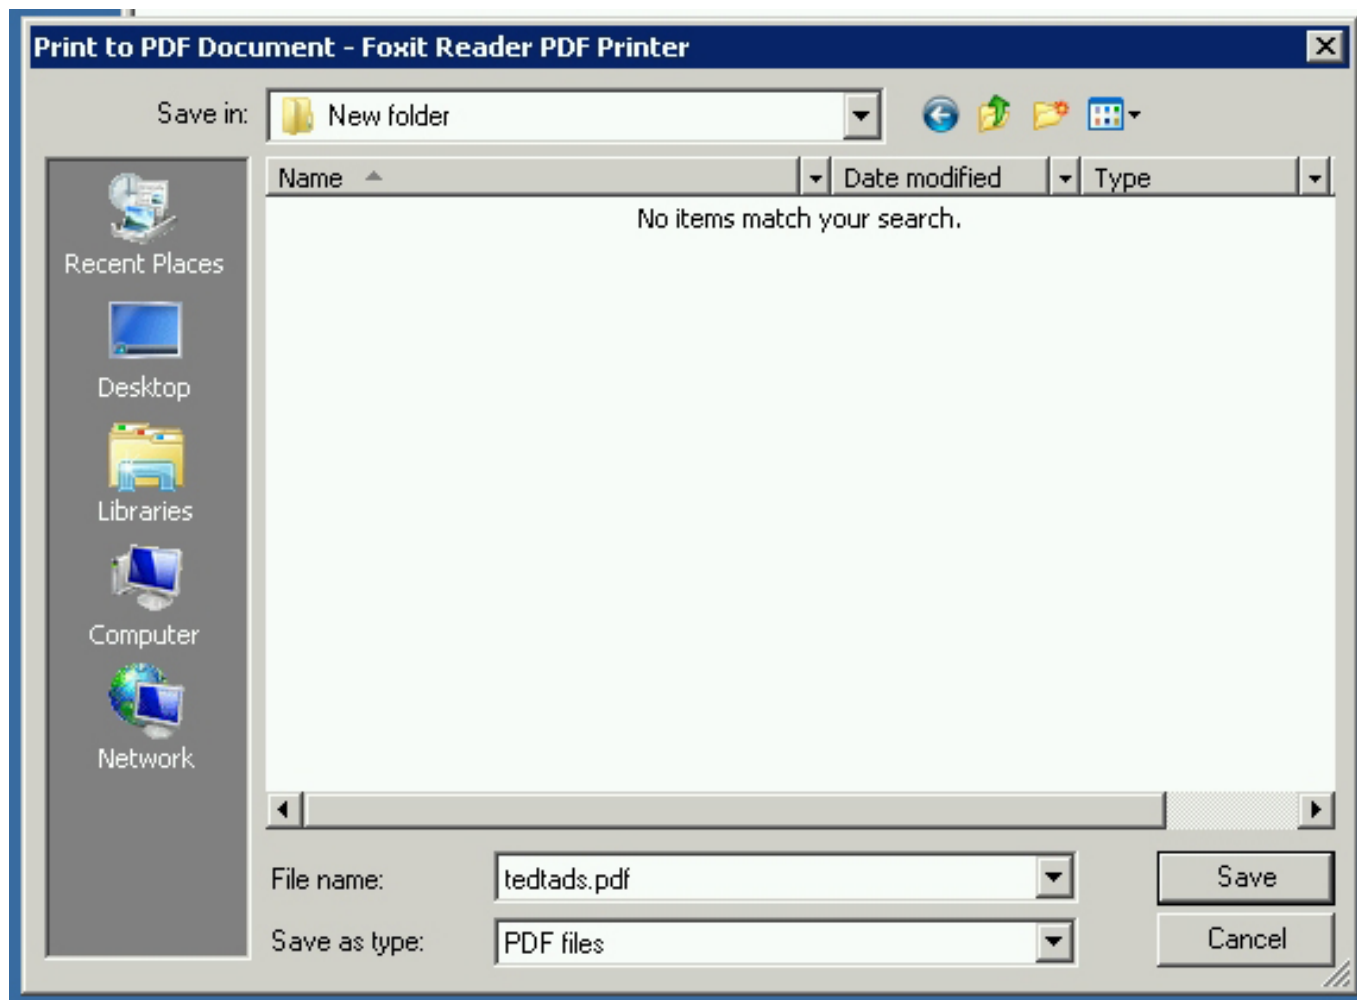 Print to PDF Document - Foxit Reader PDF Printer
Save in: New folder
Name Date modified Type
No items match your search.
Recent Places
Desktop
Libraries
Computer
Network
File name: tedtads.pdf Save
Save as type: PDF files Cancel